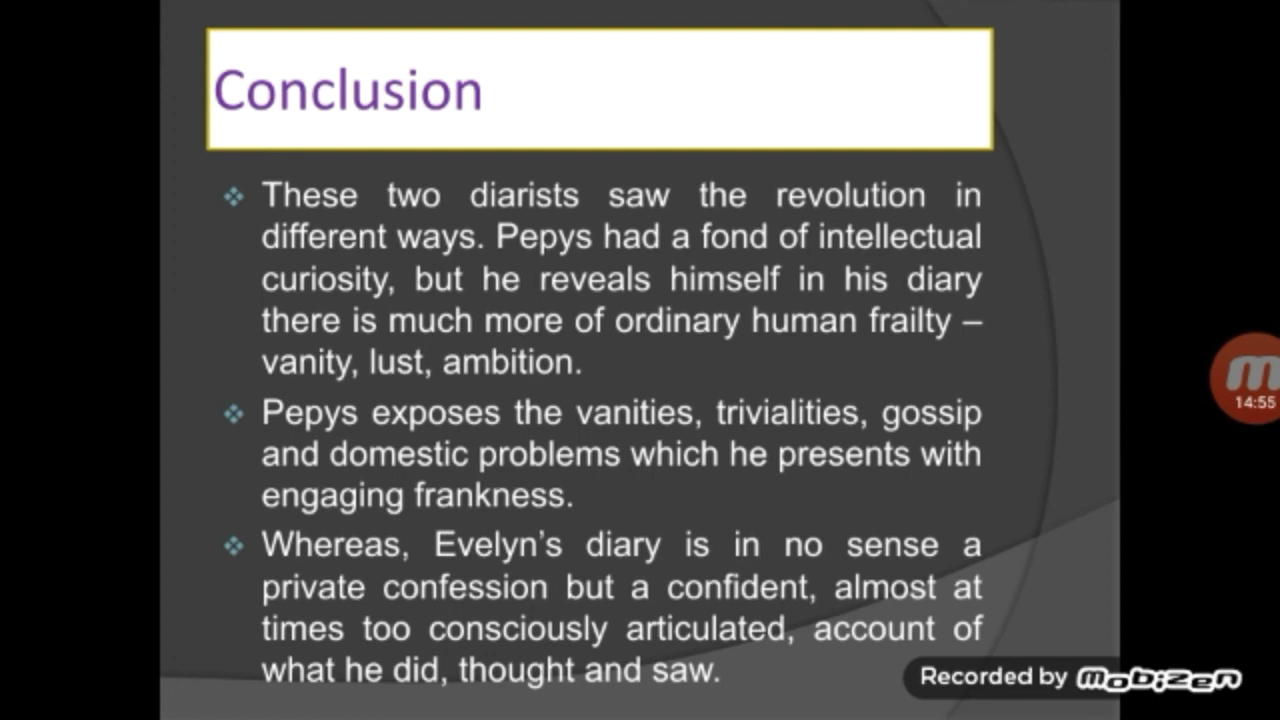 Conclusion
These two diarists saw the revolution in
different ways. Pepys had a fond of intellectual
curiosity, but he reveals himself in his diary
there is much more of ordinary human frailty –
vanity, lust, ambition.
Pepys exposes the vanities, trivialities, gossip
and domestic problems which he presents with
engaging frankness.
Whereas, Evelyn’s diary is in no sense a
private confession but a confident, almost at
times too consciously articulated, account of
what he did, thought and saw.
14:55
Recorded by mobizen